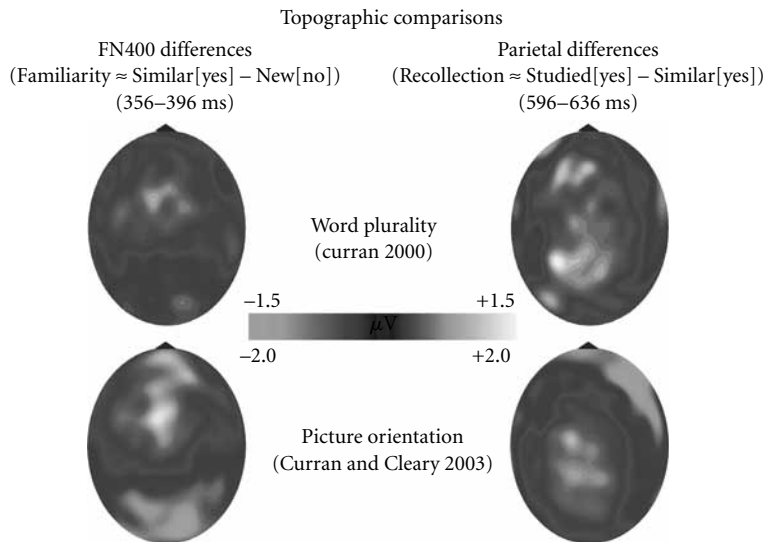 Topographic comparisons
FN400 differences
(Familiarity ≈ Similar[yes] – New[no])
(356–396 ms)
Parietal differences
(Recollection ≈ Studied[yes] – Similar[yes])
(596–636 ms)
Word plurality
(curran 2000)
–1.5 +1.5
μV
–2.0 +2.0
Picture orientation
(Curran and Cleary 2003)